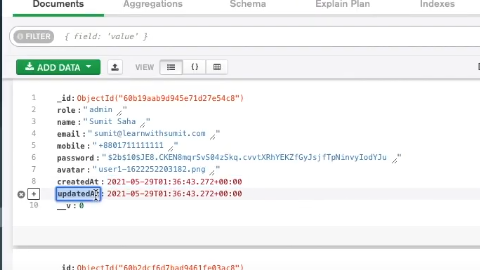 Documents Aggregations Schema Explain Plan Indexes
FILTER { field: 'value' }
ADD DATA VIEW {}
1 _id: ObjectId("60b19aab9d945e71d27e54c8")
2 role: "admin "
3 name: "Sumit Saha "
4 email: "sumit@learnwithsumit.com "
5 mobile: "+8801711111111 "
6 password: "$2b$10$JE8.CKEN8mqrSvS04zSkq.cvvtXRhYEKZfGyJsjfTpNinvyIodYJu "
7 avatar: "user1-1622252203182.png "
8 createdAt: 2021-05-29T01:36:43.272+00:00
9 updatedAt: 2021-05-29T01:36:43.272+00:00
10 __v: 0
_id: ObjectId("60b2dcf6d7bad9461fe03ac8")